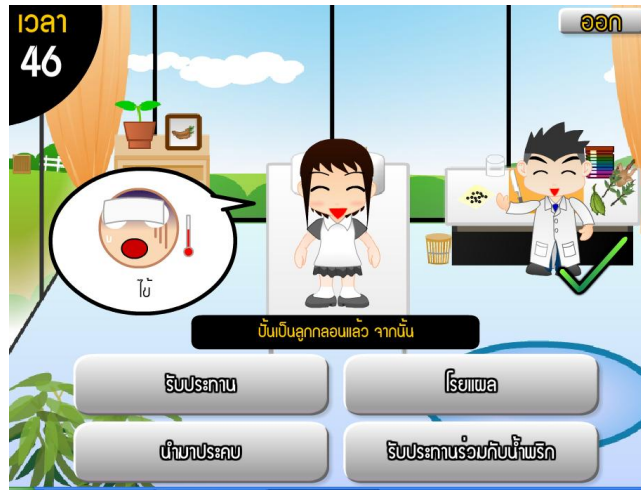 เวลา
46
ออก
ไข้
ปั้นเป็นลูกกลอนแล้ว จากนั้น
รับประทาน
โรยแผล
นำมาประคบ
รับประทานร่วมกับน้ำพริก